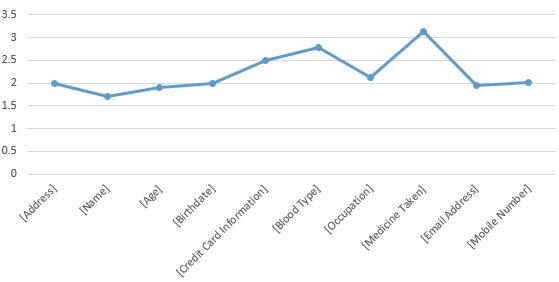 3.5
3
2.5
2
1.5
1
0.5
0
[Address]
[Name]
[Age]
[Birthdate]
[Credit Card Information]
[Blood Type]
[Occupation]
[Medicine Taken]
[Email Address]
[Mobile Number]